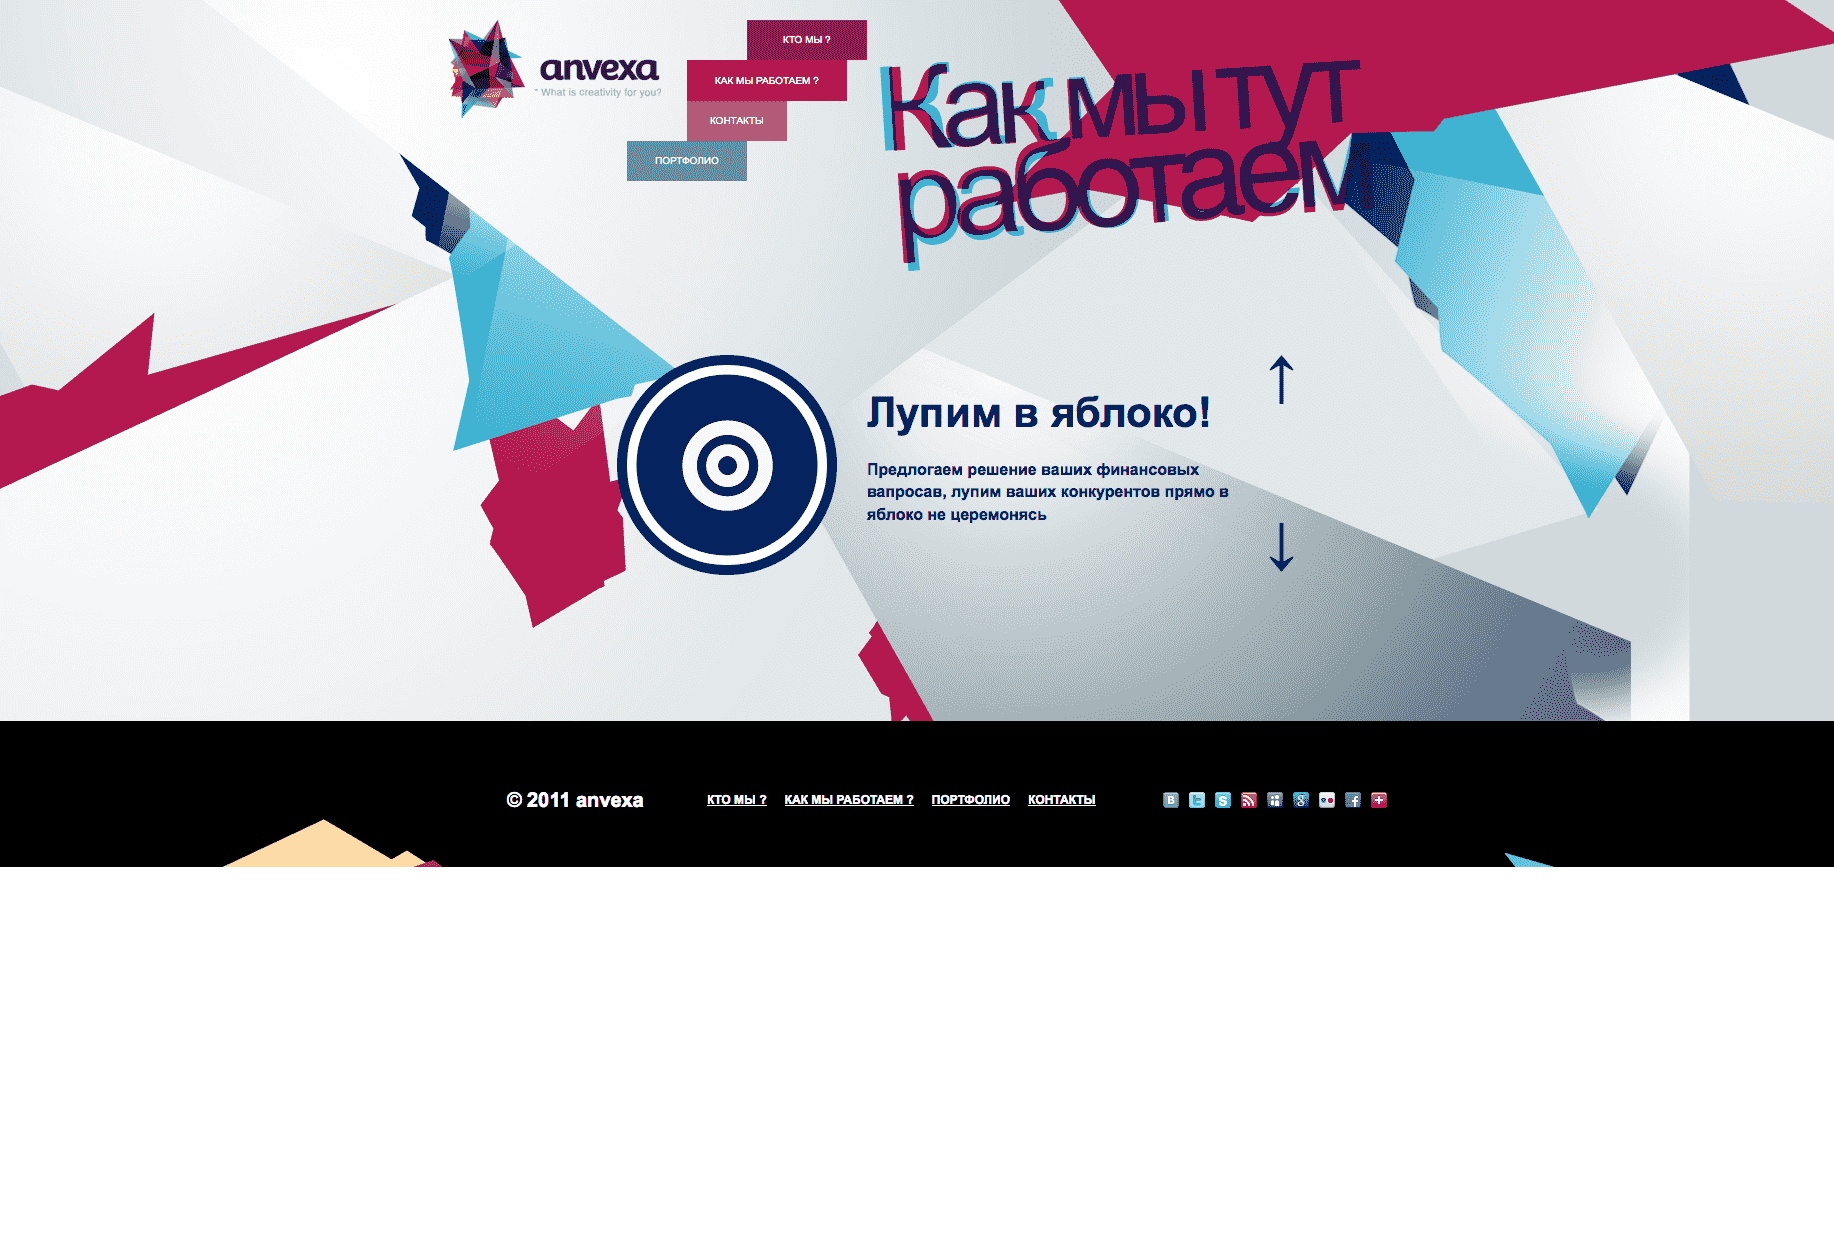 anvexa
* What is creativity for you?
КТО МЫ ?
КАК МЫ РАБОТАЕМ ?
КОНТАКТЫ
ПОРТФОЛИО
Как мы тут
работаем
Лупим в яблоко!
Предлогаем решение ваших финансовых
вапросав, лупим ваших конкурентов прямо в
яблоко не церемонясь
© 2011 anvexa
КТО МЫ ? КАК МЫ РАБОТАЕМ ? ПОРТФОЛИО КОНТАКТЫ